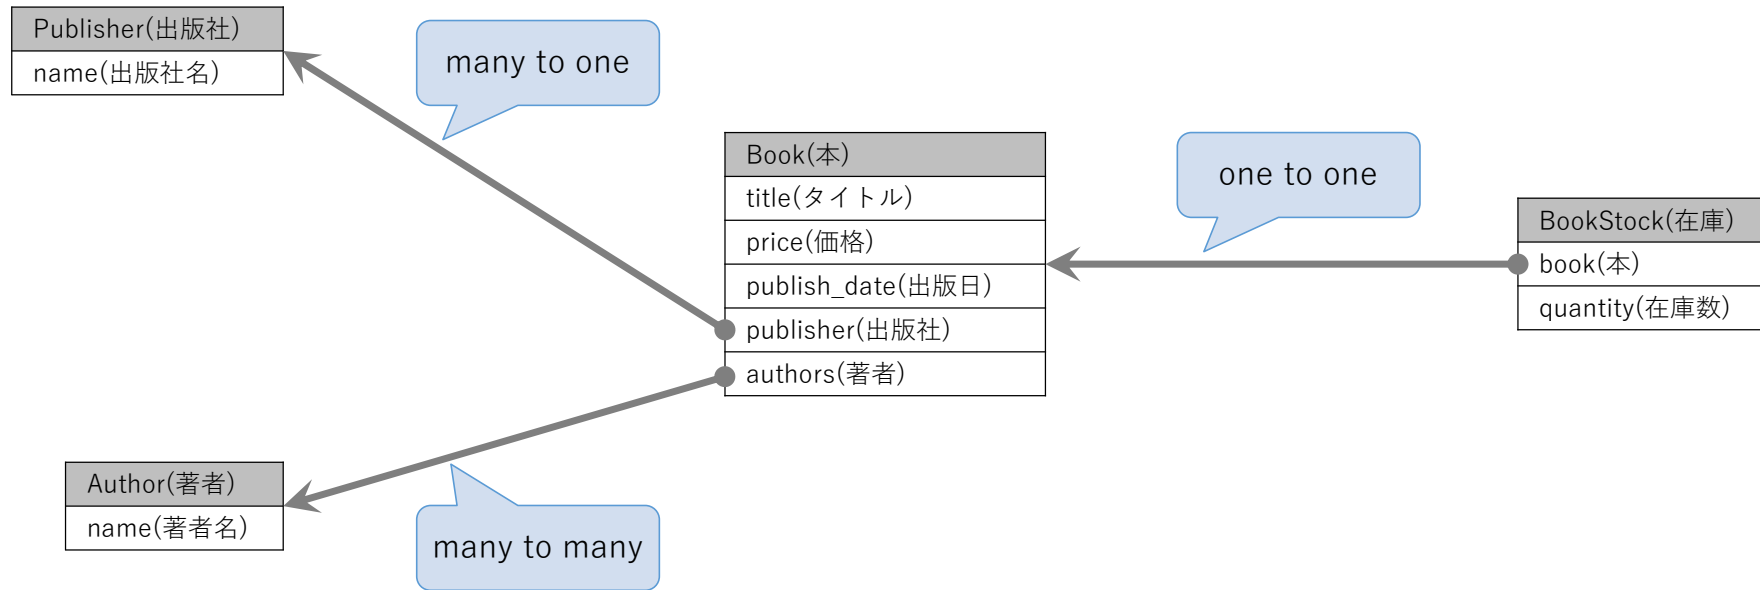 Publisher(出版社)
name(出版社名)
many to one
Book(本)
title(タイトル)
price(価格)
publish_date(出版日)
publisher(出版社)
authors(著者)
one to one
BookStock(在庫)
book(本)
quantity(在庫数)
Author(著者)
name(著者名)
many to many